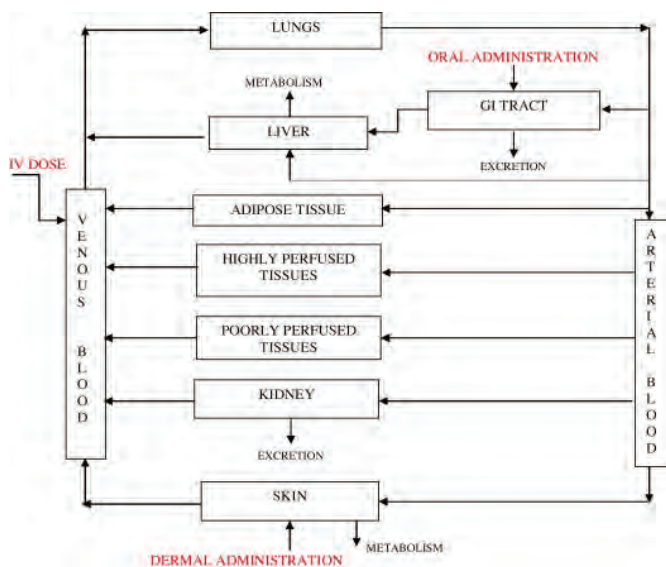 LUNGS
ORAL ADMINISTRATION
METABOLISM
GI TRACT
LIVER
EXCRETION
IV DOSE
ADIPOSE TISSUE
VENOUS BLOOD
ARTERIAL BLOOD
HIGHLY PERFUSED
TISSUES
POORLY PERFUSED
TISSUES
KIDNEY
EXCRETION
SKIN
METABOLISM
DERMAL ADMINISTRATION